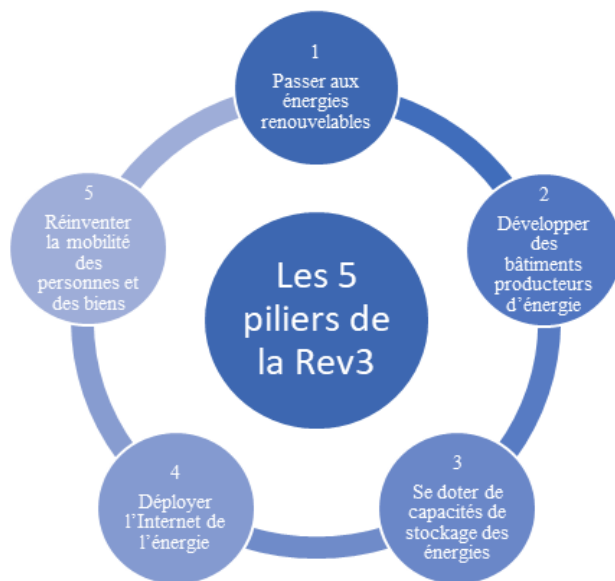 1
Passer aux
énergies
renouvelables
2
Développer
des
bâtiments
producteurs
d’énergie
3
Se doter de
capacités de
stockage des
énergies
4
Déployer
l’Internet de
l’énergie
5
Réinventer
la mobilité
des
personnes et
des biens
Les 5
piliers de
la Rev3